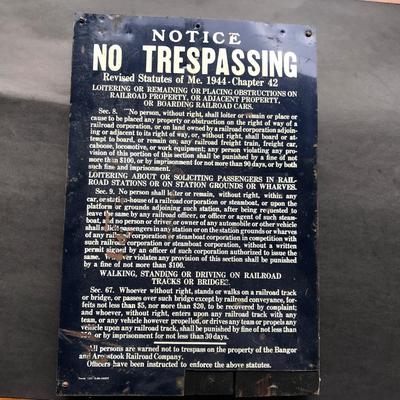 NOTICE
NO TRESPASSING
Revised Statutes of Me. 1944 - Chapter 42
LOITERING OR REMAINING OR PLACING OBSTRUCTIONS ON
RAILROAD PROPERTY, OR ADJACENT PROPERTY,
OR BOARDING RAILROAD CARS.
Sec. 8. No person, without right, shall loiter or remain or place or
cause to be placed any property or obstruction on the right of way of a
railroad corporation, or on land owned by a railroad corporation adjoin-
ing or adjacent to its right of way, or, without right, shall board or at-
tempt to board, or remain on, any railroad freight train, freight car,
caboose, locomotive, or work equipment; any person violating any pro-
vision of this portion of this section shall be punished by a fine of not
more than $100, or by imprisonment for not more than 90 days, or by both
such fine and imprisonment.
LOITERING ABOUT OR SOLICITING PASSENGERS IN RAIL-
ROAD STATIONS OR ON STATION GROUNDS OR WHARVES.
Sec. 9. No person shall loiter or remain, without right, within any
car, or station-house of a railroad corporation or steamboat, or upon the
platform or grounds adjoining such station, after being requested to
leave the same by any railroad officer, or officer or agent of such steam-
boat, and no person or driver or owner of any automobile or other vehicle
shall solicit passengers in any station or on the station grounds or wharves
of any railroad corporation or steamboat corporation in competition with
such railroad corporation or steamboat corporation, without a written
permit signed by an officer of such corporation authorized to issue the
same. Whoever violates any provision of this section shall be punished
by a fine of not more than $100.
WALKING, STANDING OR DRIVING ON RAILROAD
TRACKS OR BRIDGES.
Sec. 67. Whoever without right, stands or walks on a railroad track
or bridge, or passes over such bridge except by railroad conveyance, for-
feits not less than $5, nor more than $20, to be recovered by complaint;
and whoever, without right, enters upon any railroad track with any
team, or any vehicle however propelled, or drives any team or propels any
vehicle upon any railroad track, shall be punished by fine of not less than
or by imprisonment for not less than 30 days.
All persons are warned not to trespass on the property of the Bangor
and Aroostook Railroad Company.
Officers have been instructed to enforce the above statutes.